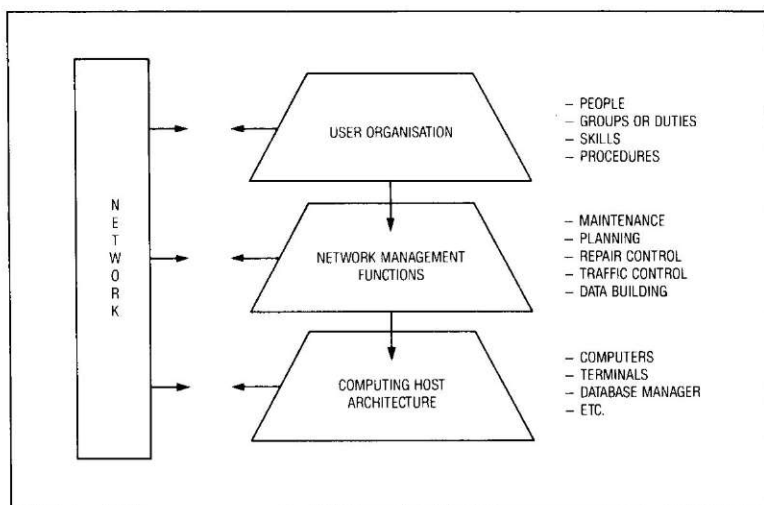 NETWORK
USER ORGANISATION
– PEOPLE
– GROUPS OR DUTIES
– SKILLS
– PROCEDURES
NETWORK MANAGEMENT
FUNCTIONS
– MAINTENANCE
– PLANNING
– REPAIR CONTROL
– TRAFFIC CONTROL
– DATA BUILDING
COMPUTING HOST
ARCHITECTURE
– COMPUTERS
– TERMINALS
– DATABASE MANAGER
– ETC.